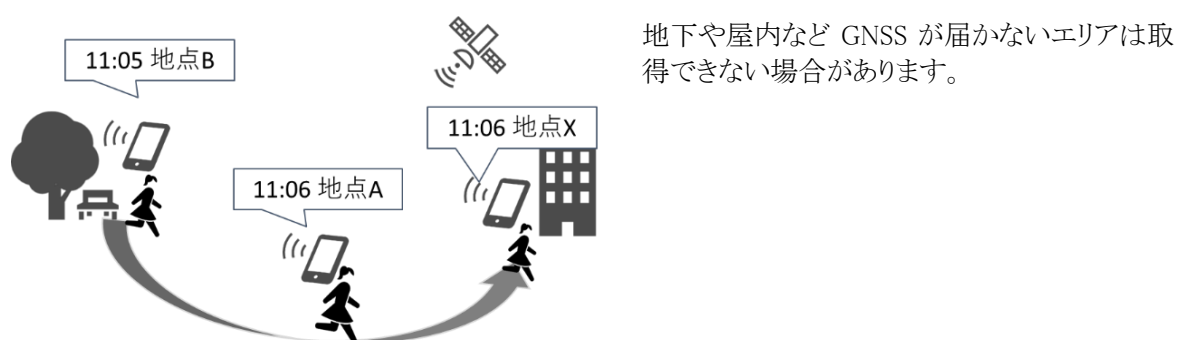 11:05 地点B
11:06 地点A
11:06 地点X
地下や屋内など GNSS が届かないエリアは取
得できない場合があります。